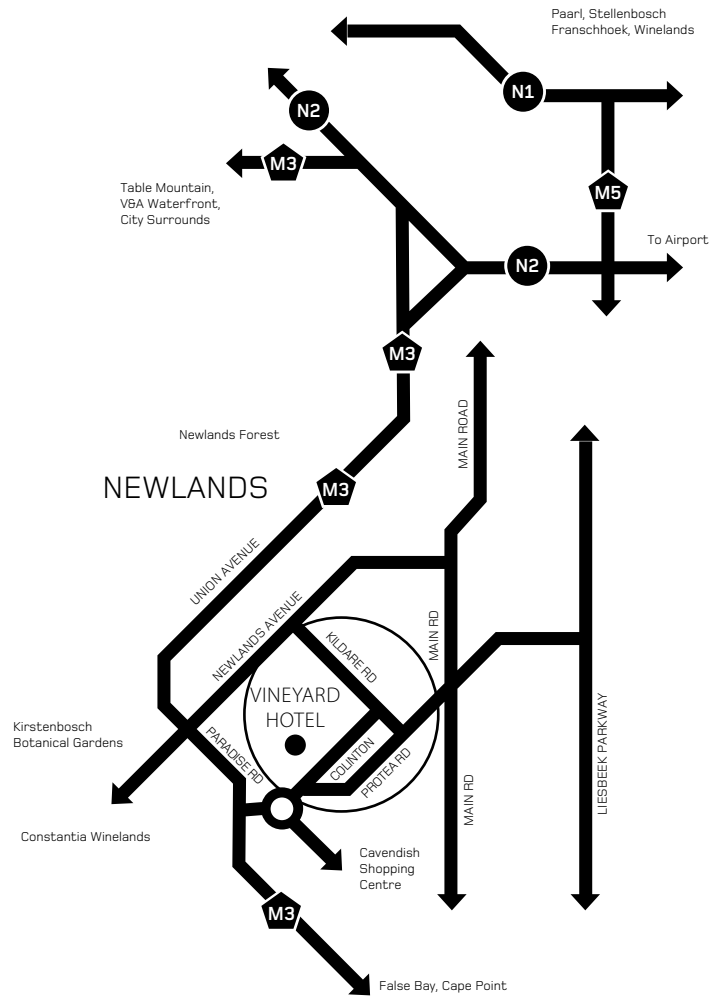 Paarl, Stellenbosch
Franschhoek, Winelands
N1
N2
M3
M5
Table Mountain,
V&A Waterfront,
City Surrounds
To Airport
N2
M3
MAIN ROAD
Newlands Forest
NEWLANDS
M3
UNION AVENUE
NEWLANDS AVENUE
KILDARE RD
MAIN RD
VINEYARD
HOTEL
Kirstenbosch
Botanical Gardens
PARADISE RD
COLINTON
PROTEA RD
MAIN RD
LIESBEEK PARKWAY
Constantia Winelands
Cavendish
Shopping
Centre
M3
False Bay, Cape Point